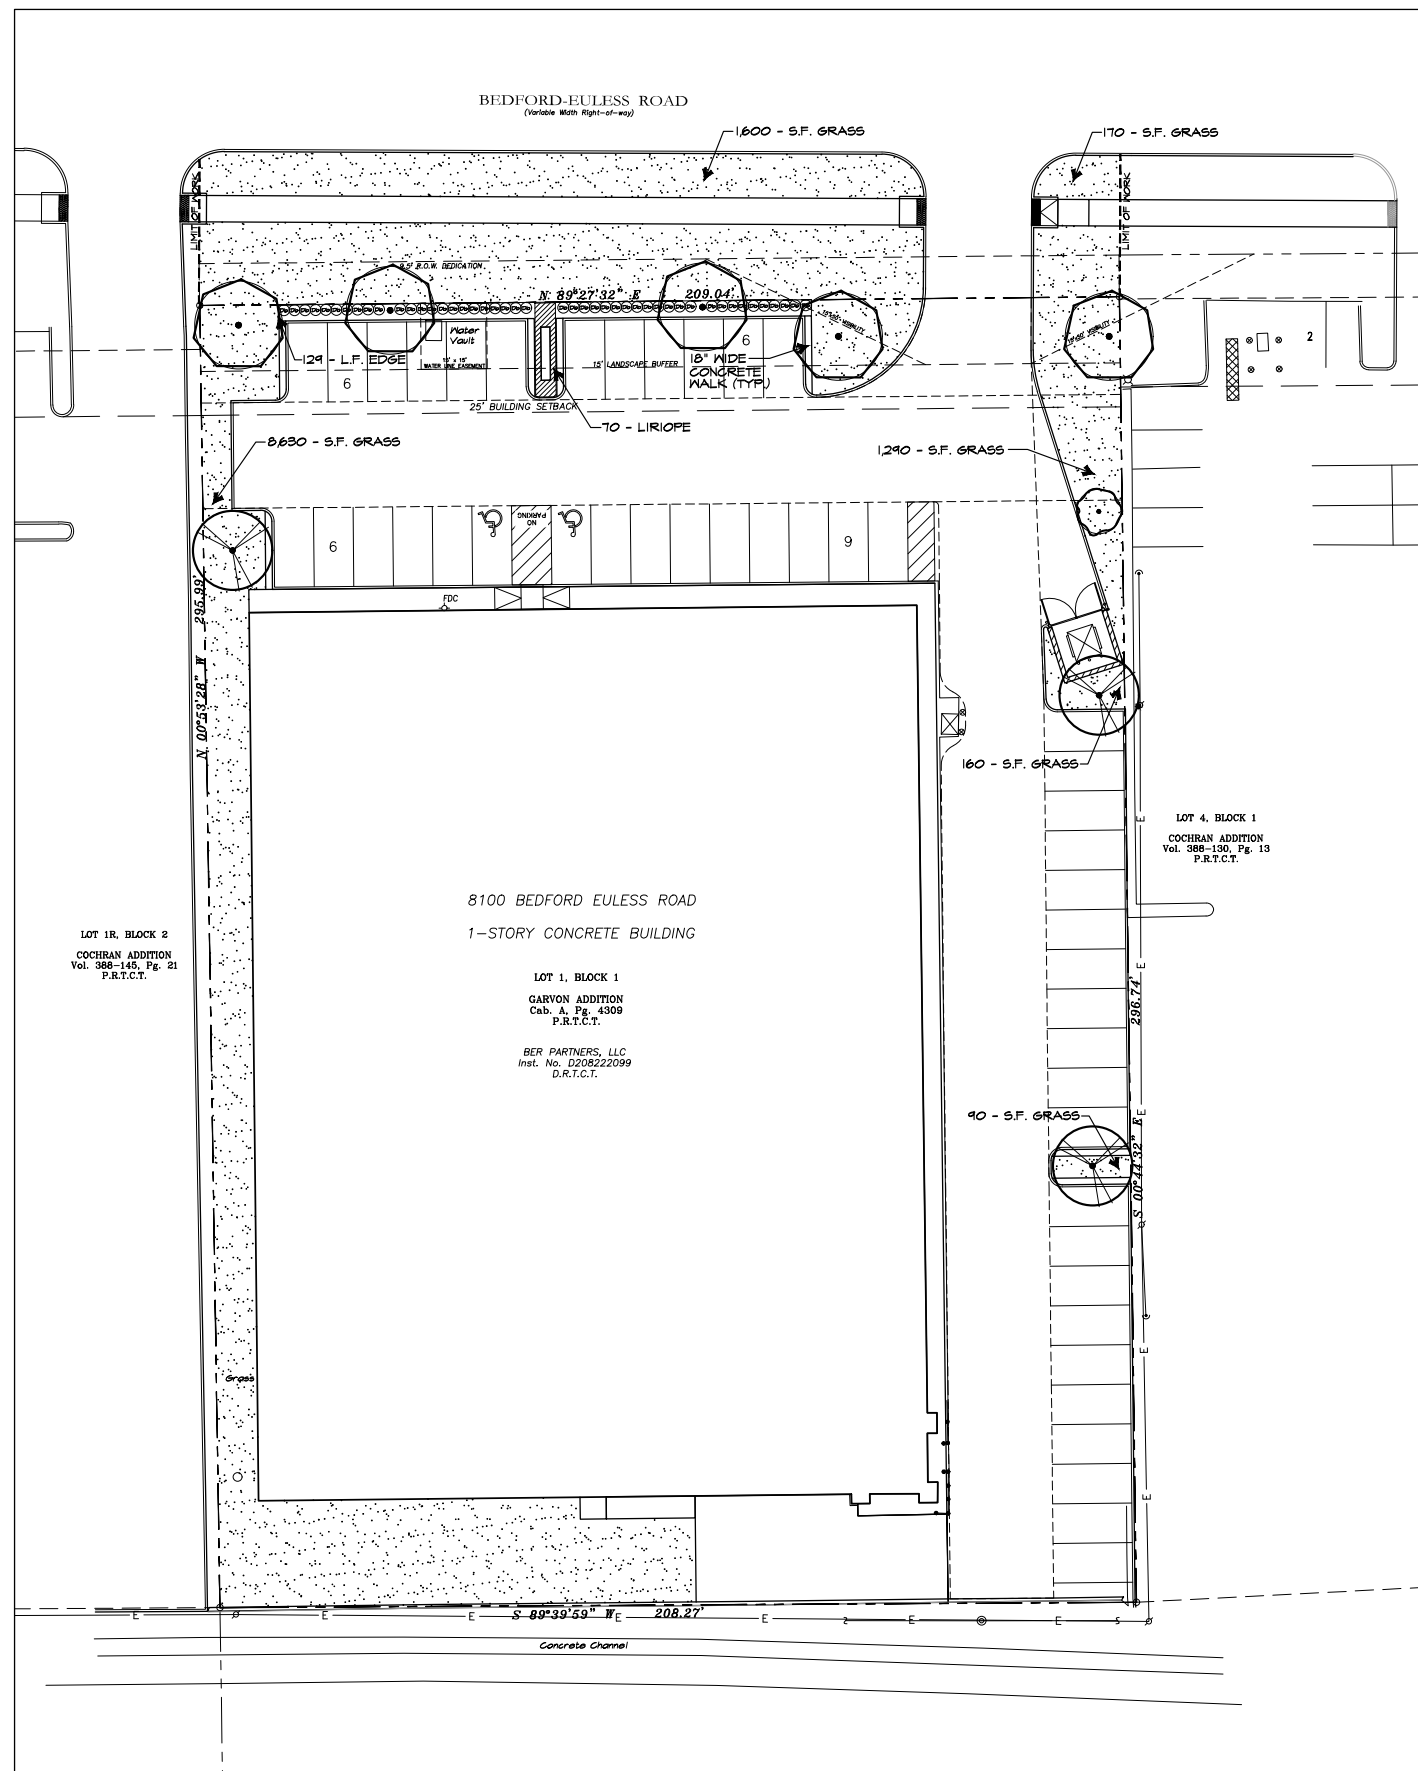 BEDFORD-EULESS ROAD
(Variable Width Right-of-way)
1,600 - S.F. GRASS
170 - S.F. GRASS
LIMIT OF WORK
LIMIT OF WORK
9.5' R.O.W. DEDICATION
N 89°27'32" E 209.04'
Water
Vault
129 - L.F. EDGE
15' x 15'
WATER LINE EASEMENT
6
6
15' LANDSCAPE BUFFER
18" WIDE
CONCRETE
WALK (TYP.)
2
25' BUILDING SETBACK
70 - LIRIOPE
8,630 - S.F. GRASS
1,290 - S.F. GRASS
NO
PARKING
6
9
FDC
295.99'
N 00°53'28" W
160 - S.F. GRASS
LOT 4, BLOCK 1
COCHRAN ADDITION
Vol. 388-130, Pg. 13
P.R.T.C.T.
E
8100 BEDFORD EULESS ROAD
1-STORY CONCRETE BUILDING
LOT 1R, BLOCK 2
COCHRAN ADDITION
Vol. 388-145, Pg. 21
P.R.T.C.T.
LOT 1, BLOCK 1
GARVON ADDITION
Cab. A, Pg. 4309
P.R.T.C.T.
E
296.74'
BER PARTNERS, LLC
Inst. No. D208222099
D.R.T.C.T.
90 - S.F. GRASS
E
S 00°44'32" E
E
Grass
E
E
E
E
S 89°39'59" W
E
208.27'
E
E
E
S
Concrete Channel